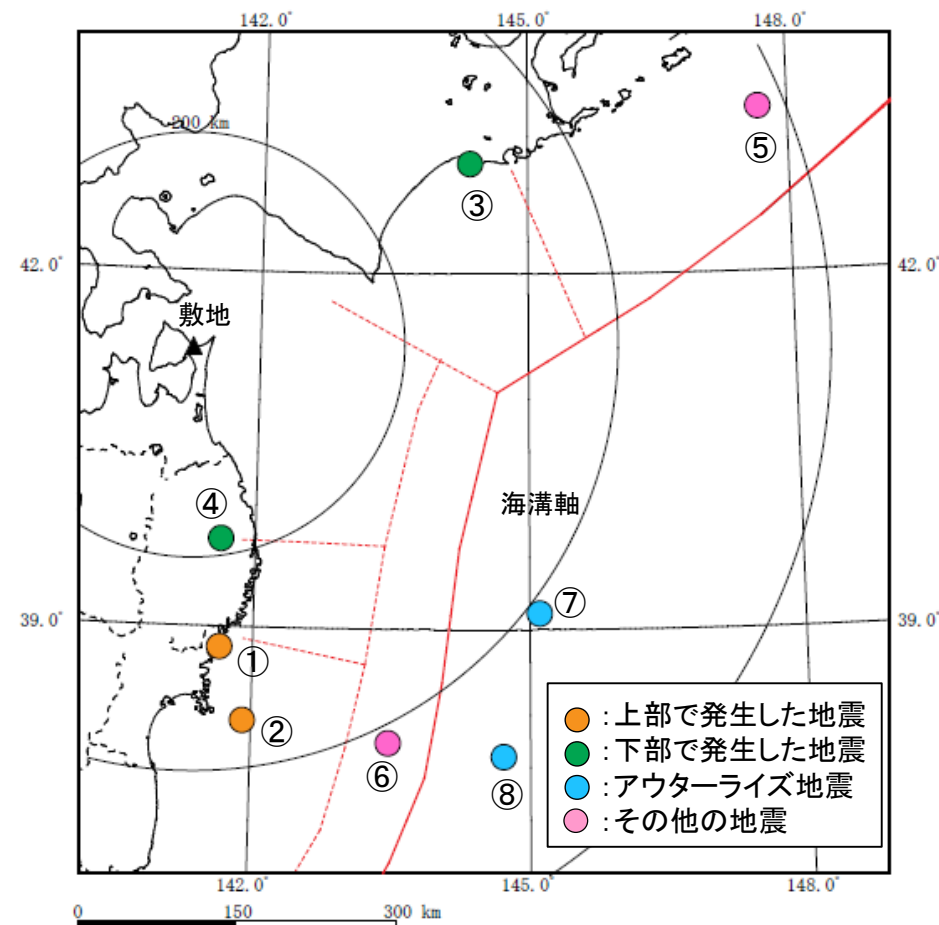 142.0° 145.0° 148.0°
200 km
⑤
③
42.0° 42.0°
敷地
④
海溝軸
⑦
39.0° 39.0°
①
②
⑥
⑧
:上部で発生した地震
:下部で発生した地震
:アウターライズ地震
:その他の地震
142.0° 145.0° 148.0°
0 150 300 km